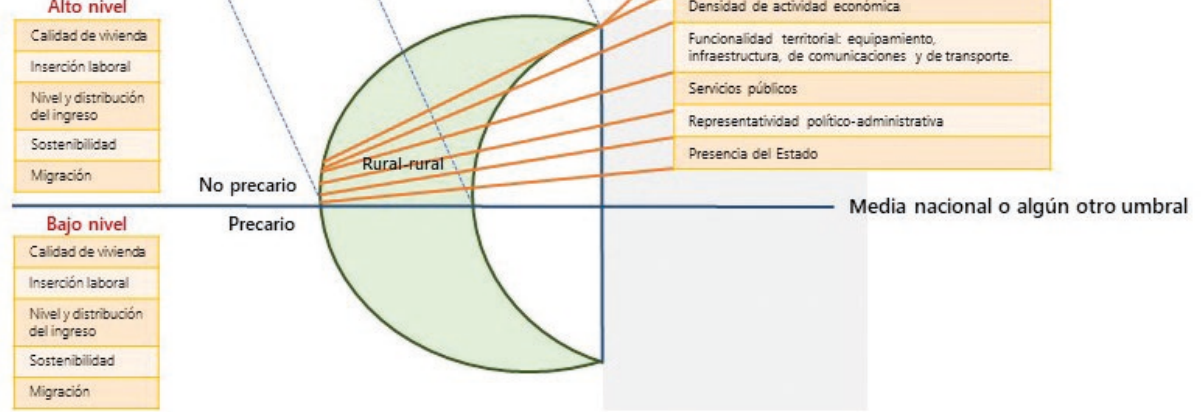 Alto nivel
Calidad de vivienda
Inserción laboral
Nivel y distribución
del ingreso
Sostenibilidad
Migración
Densidad de actividad económica
Funcionalidad territorial: equipamiento,
infraestructura, de comunicaciones y de transporte.
Servicios públicos
Representatividad político-administrativa
Presencia del Estado
Rural-rural
No precario
Precario
Media nacional o algún otro umbral
Bajo nivel
Calidad de vivienda
Inserción laboral
Nivel y distribución
del ingreso
Sostenibilidad
Migración